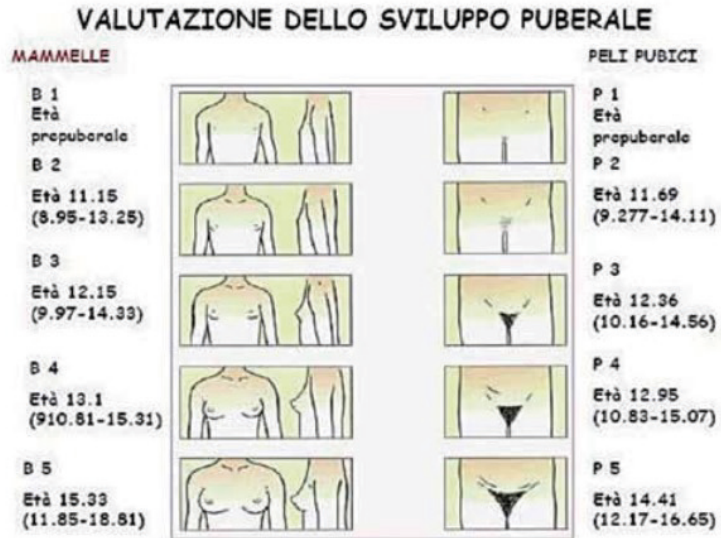 VALUTAZIONE DELLO SVILUPPO PUBERALE
MAMMELLE
B 1
Età
prepuberale
B 2
Età 11.15
(8.95-13.25)
B 3
Età 12.15
(9.97-14.33)
B 4
Età 13.1
(910.81-15.31)
B 5
Età 15.33
(11.85-18.81)
PELI PUBICI
P 1
Età
prepuberale
P 2
Età 11.69
(9.277-14.11)
P 3
Età 12.36
(10.16-14.56)
P 4
Età 12.95
(10.83-15.07)
P 5
Età 14.41
(12.17-16.65)